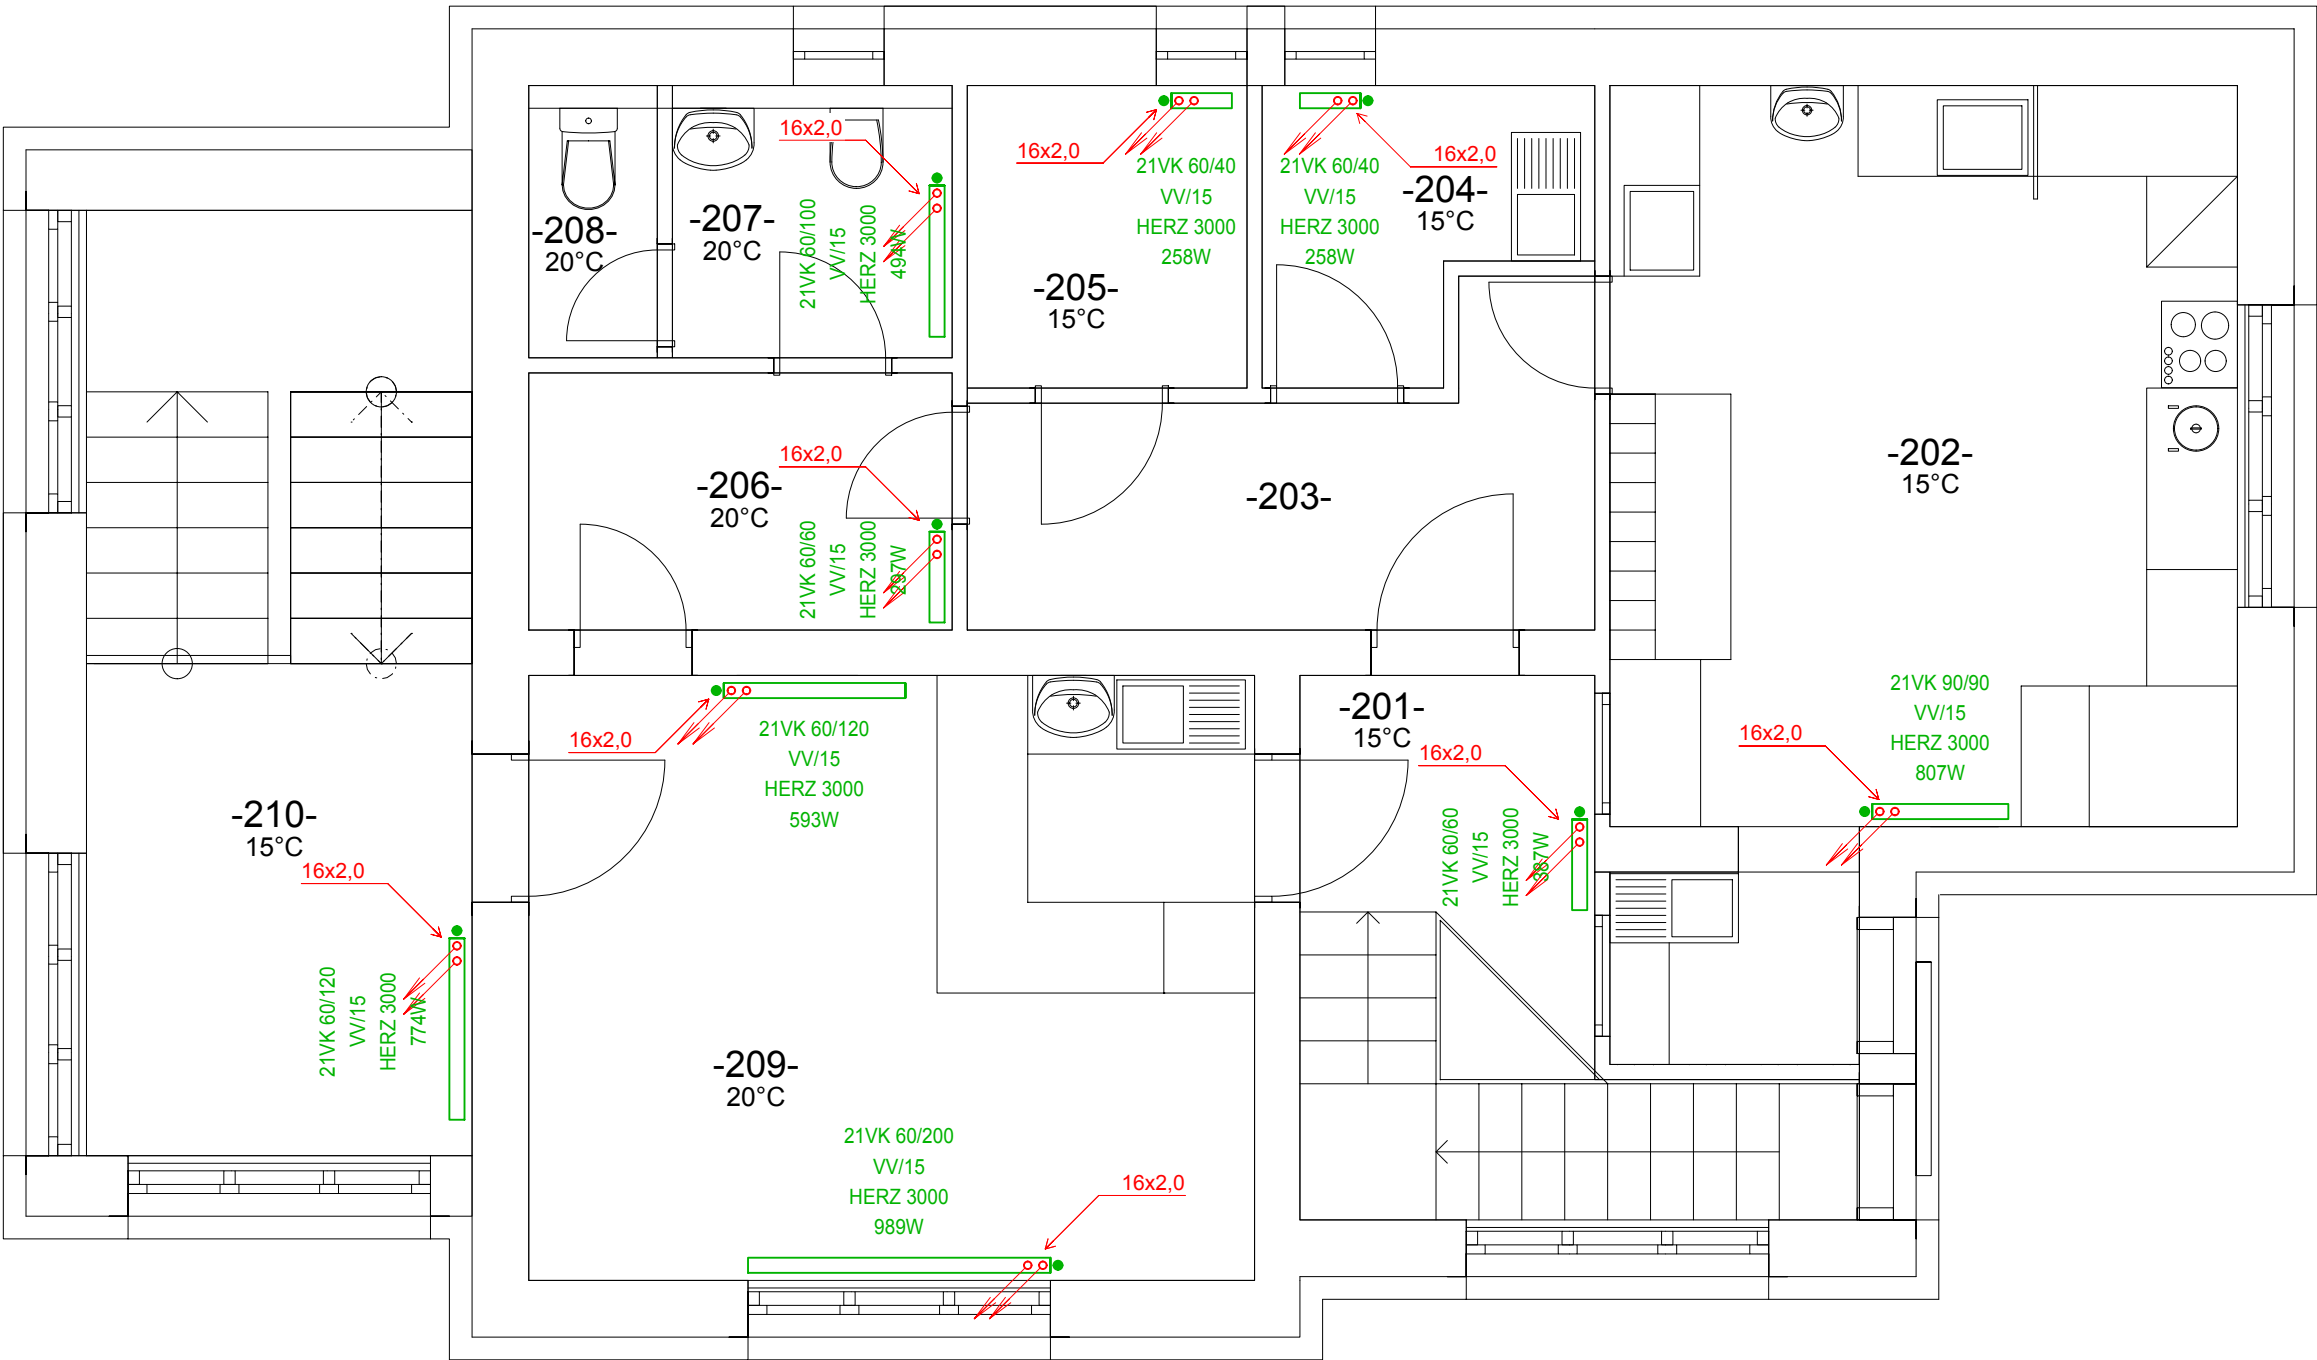 -208-
20°C
-207-
20°C
16x2,0
21VK 60/100
VV/15
HERZ 3000
494W
16x2,0
21VK 60/40
VV/15
HERZ 3000
258W
-205-
15°C
21VK 60/40
VV/15
HERZ 3000
258W
16x2,0
-204-
15°C
-206-
20°C
16x2,0
21VK 60/60
VV/15
HERZ 3000
297W
-203-
-202-
15°C
21VK 90/90
VV/15
HERZ 3000
807W
16x2,0
16x2,0
21VK 60/120
VV/15
HERZ 3000
593W
-201-
15°C
16x2,0
21VK 60/60
VV/15
HERZ 3000
387W
-210-
15°C
16x2,0
21VK 60/120
VV/15
HERZ 3000
774W
-209-
20°C
21VK 60/200
VV/15
HERZ 3000
989W
16x2,0